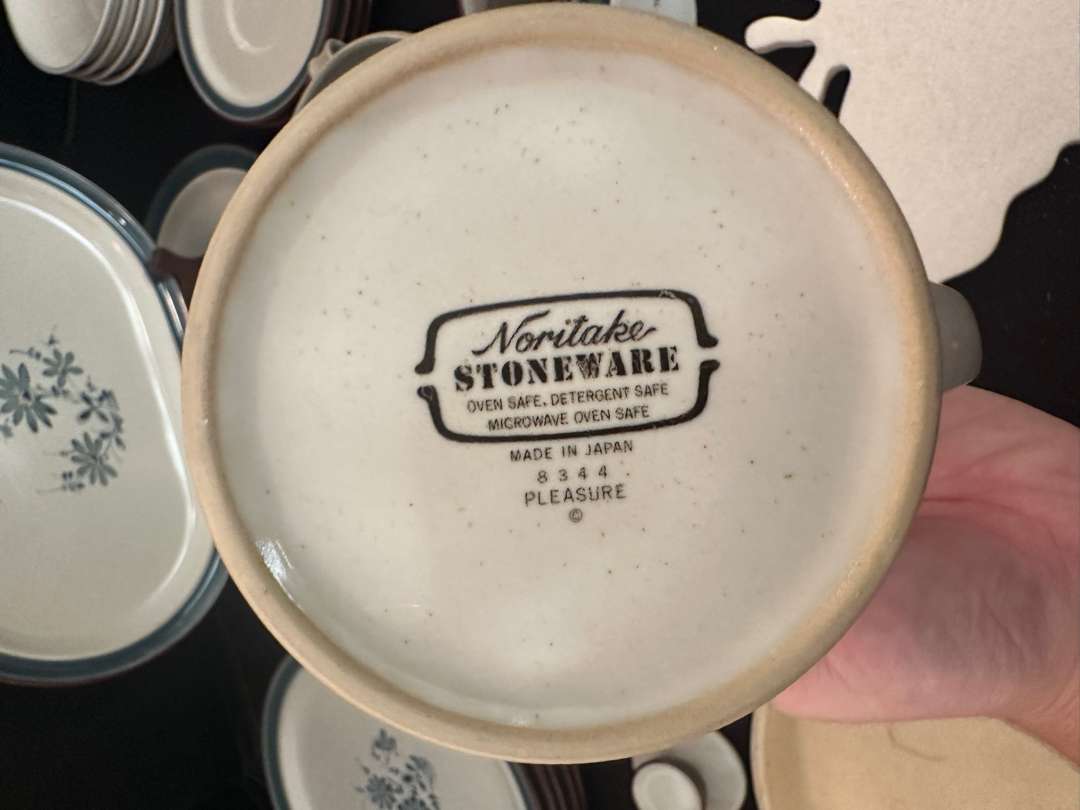 Noritake
STONEWARE
OVEN SAFE, DETERGENT SAFE
MICROWAVE OVEN SAFE
MADE IN JAPAN
8344
PLEASURE
©